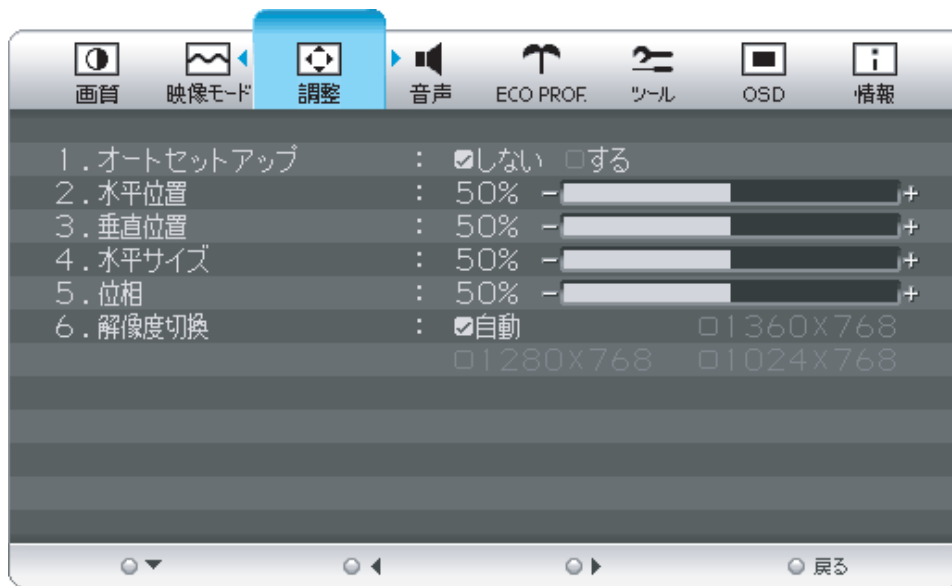 画質 映像モード 調整 音声 ECO PROF. ツール OSD 情報
1.オートセットアップ : しない する
2.水平位置 : 50% - +
3.垂直位置 : 50% - +
4.水平サイズ : 50% - +
5.位相 : 50% - +
6.解像度切換 : 自動 1360X768
1280X768 1024X768
戻る